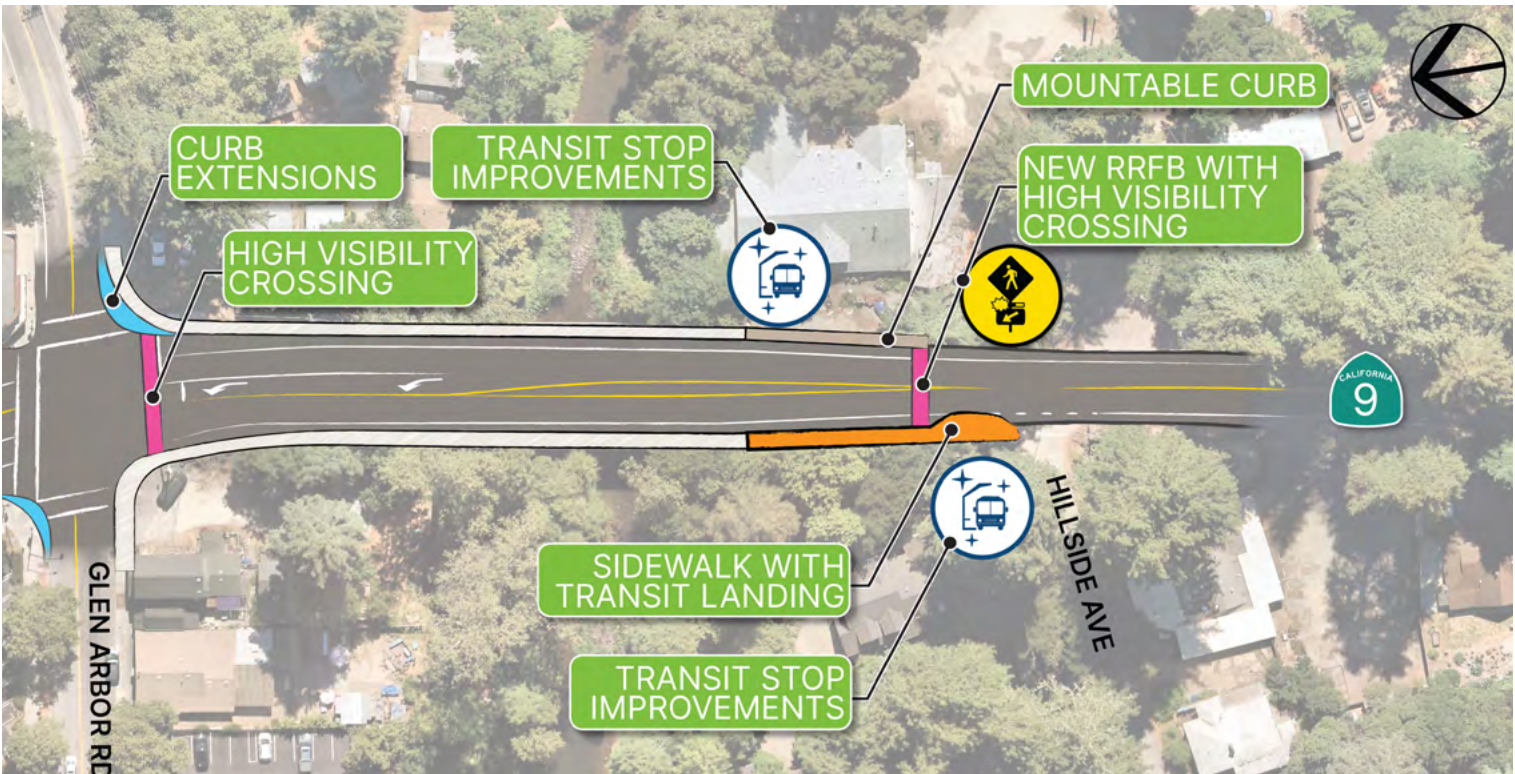 MOUNTABLE CURB
CURB
EXTENSIONS
TRANSIT STOP
IMPROVEMENTS
NEW RRFB WITH
HIGH VISIBILITY
CROSSING
HIGH VISIBILITY
CROSSING
CALIFORNIA
9
HILLSIDE AVE
SIDEWALK WITH
TRANSIT LANDING
GLEN ARBOR RD
TRANSIT STOP
IMPROVEMENTS